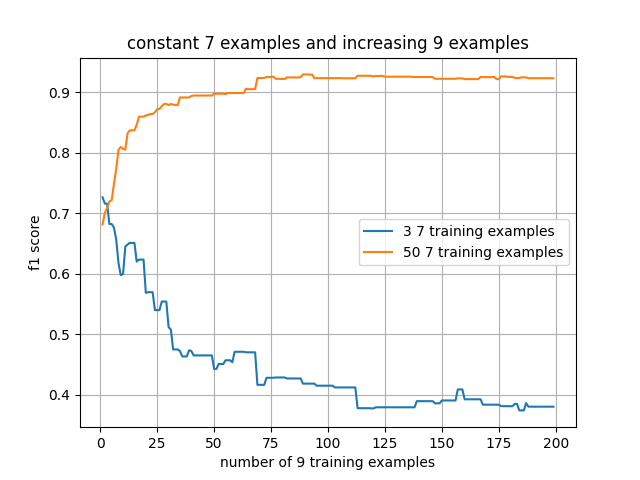 constant 7 examples and increasing 9 examples
f1 score
0.9
0.8
0.7
0.6
0.5
0.4
3 7 training examples
50 7 training examples
0 25 50 75 100 125 150 175 200
number of 9 training examples